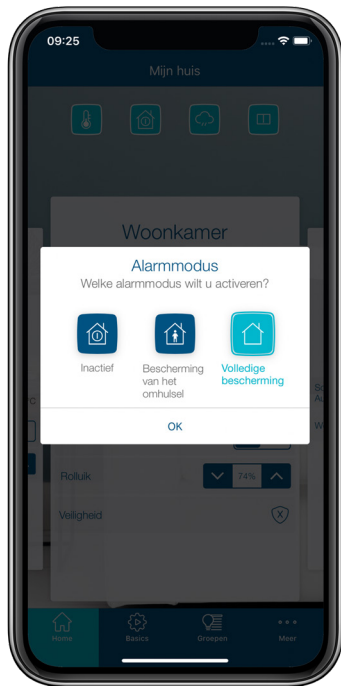 09:25
Mijn huis
Woonkamer
Alarmmodus
Welke alarmmodus wilt u activeren?
Inactief
Bescherming
van het
omhulsel
Volledige
bescherming
°C
OK
Rolluik
74%
Veiligheid
Home
Basics
Groepen
Meer